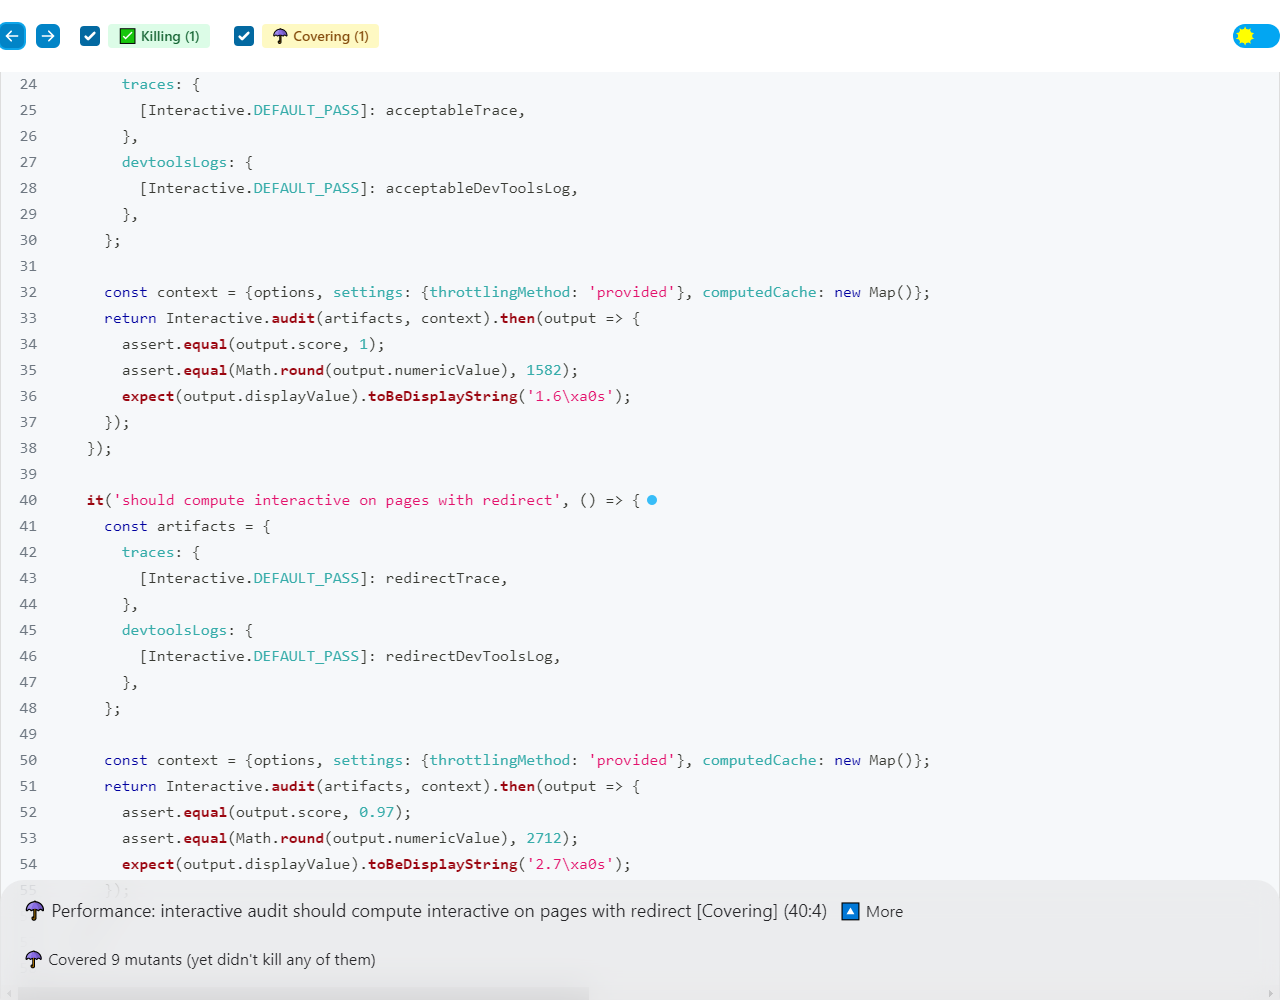 Killing (1) Covering (1)
24 traces: {
25 [Interactive.DEFAULT_PASS]: acceptableTrace,
26 },
27 devtoolsLogs: {
28 [Interactive.DEFAULT_PASS]: acceptableDevToolsLog,
29 },
30 };
31
32 const context = {options, settings: {throttlingMethod: 'provided'}, computedCache: new Map()};
33 return Interactive.audit(artifacts, context).then(output => {
34 assert.equal(output.score, 1);
35 assert.equal(Math.round(output.numericValue), 1582);
36 expect(output.displayValue).toBeDisplayString('1.6\xa0s');
37 });
38 });
39
40 it('should compute interactive on pages with redirect', () => {
41 const artifacts = {
42 traces: {
43 [Interactive.DEFAULT_PASS]: redirectTrace,
44 },
45 devtoolsLogs: {
46 [Interactive.DEFAULT_PASS]: redirectDevToolsLog,
47 },
48 };
49
50 const context = {options, settings: {throttlingMethod: 'provided'}, computedCache: new Map()};
51 return Interactive.audit(artifacts, context).then(output => {
52 assert.equal(output.score, 0.97);
53 assert.equal(Math.round(output.numericValue), 2712);
54 expect(output.displayValue).toBeDisplayString('2.7\xa0s');
55 });
Performance: interactive audit should compute interactive on pages with redirect [Covering] (40:4) More
Covered 9 mutants (yet didn't kill any of them)